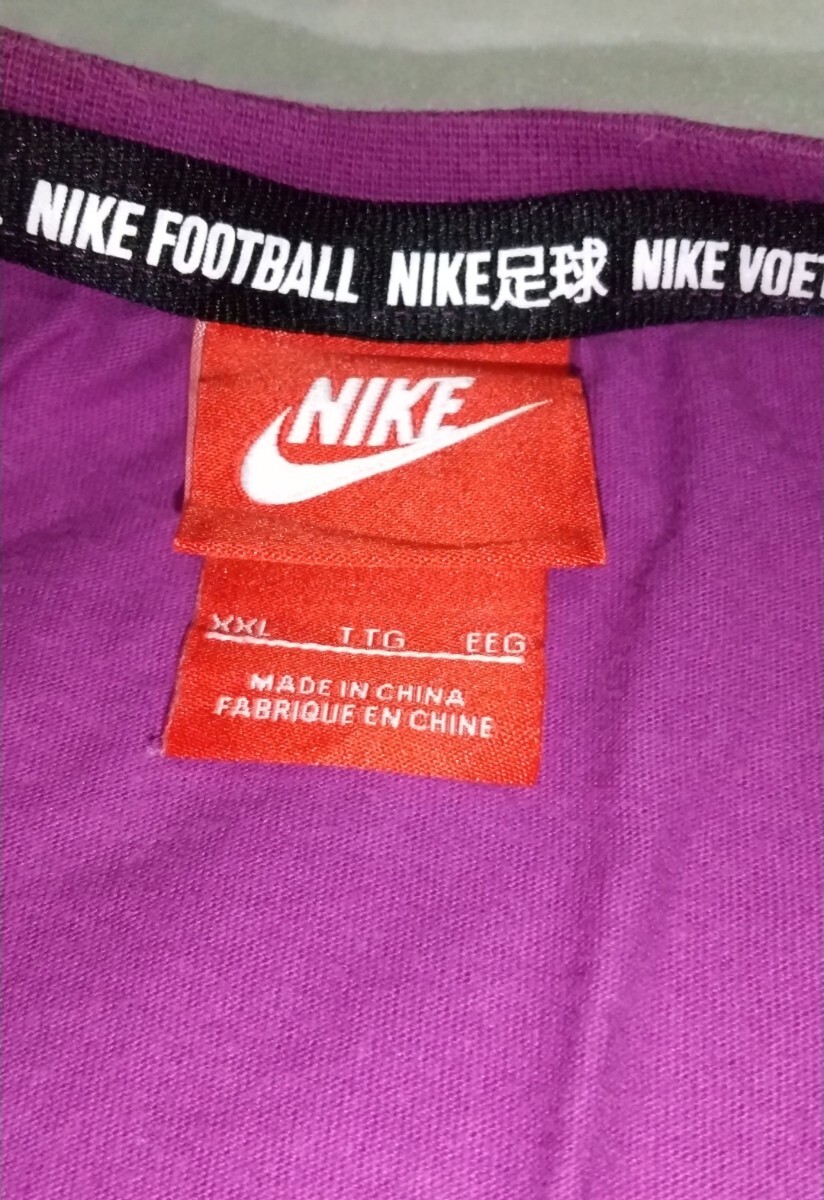 NIKE FOOTBALL NIKE足球 NIKE VOET
NIKE
XXL TTG EEG
MADE IN CHINA
FABRIQUE EN CHINE